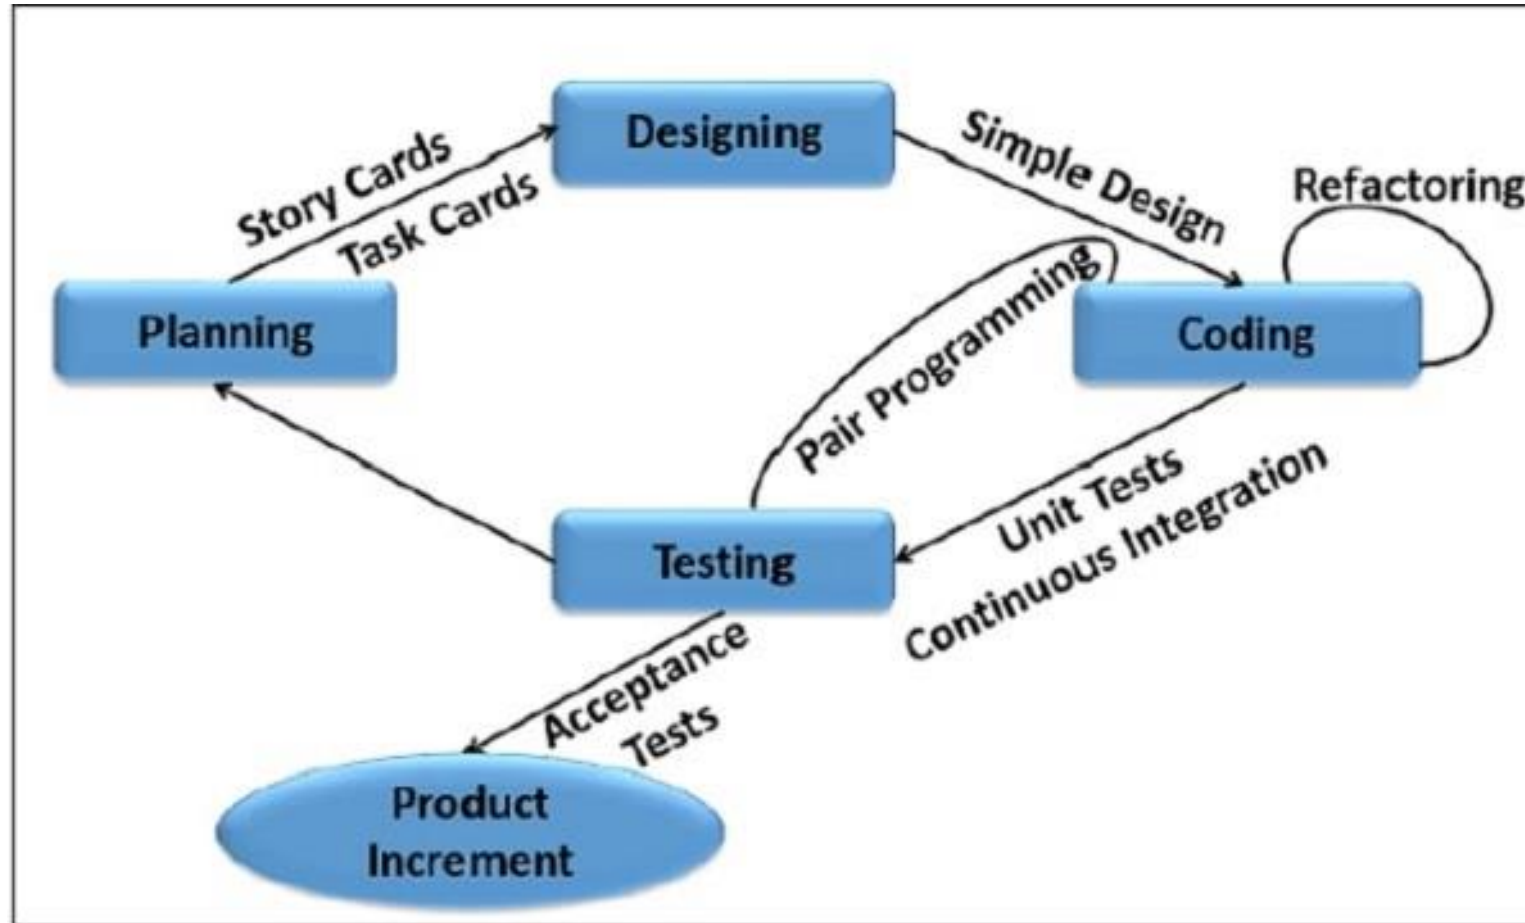 Designing
Simple Design
Refactoring
Story Cards
Task Cards
Planning
Coding
Pair Programming
Unit Tests
Continuous Integration
Testing
Acceptance
Tests
Product
Increment